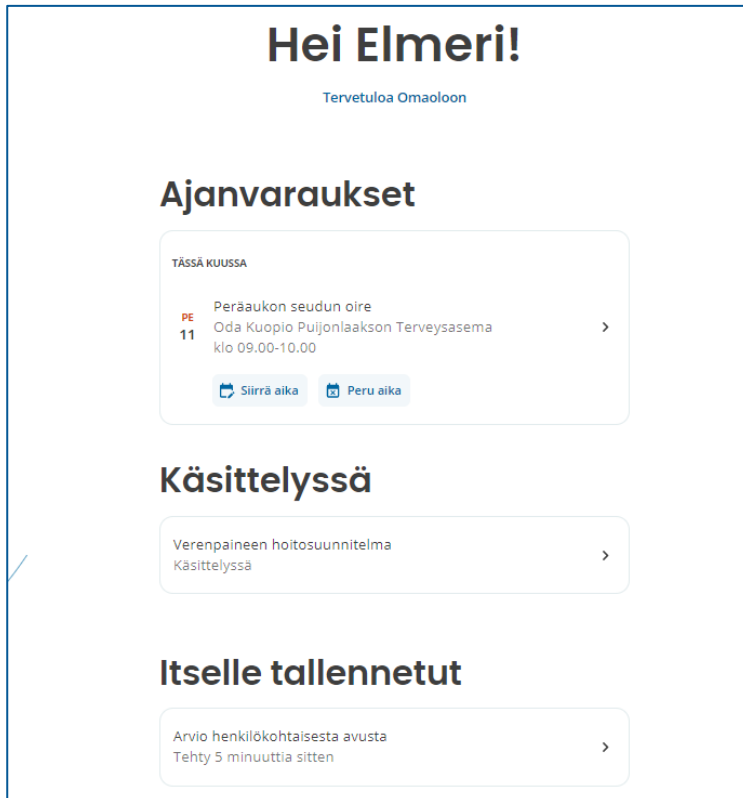 Hei Elmeri!
Tervetuloa Omaoloon
Ajanvaraukset
TÄSSÄ KUUSSA
PE
11
Peräaukon seudun oire
Oda Kuopio Puijonlaakson Terveysasema
klo 09.00-10.00
Siirrä aika
Peru aika
Käsittelyssä
Verenpaineen hoitosuunnitelma
Käsittelyssä
Itselle tallennetut
Arvio henkilökohtaisesta avusta
Tehty 5 minuuttia sitten